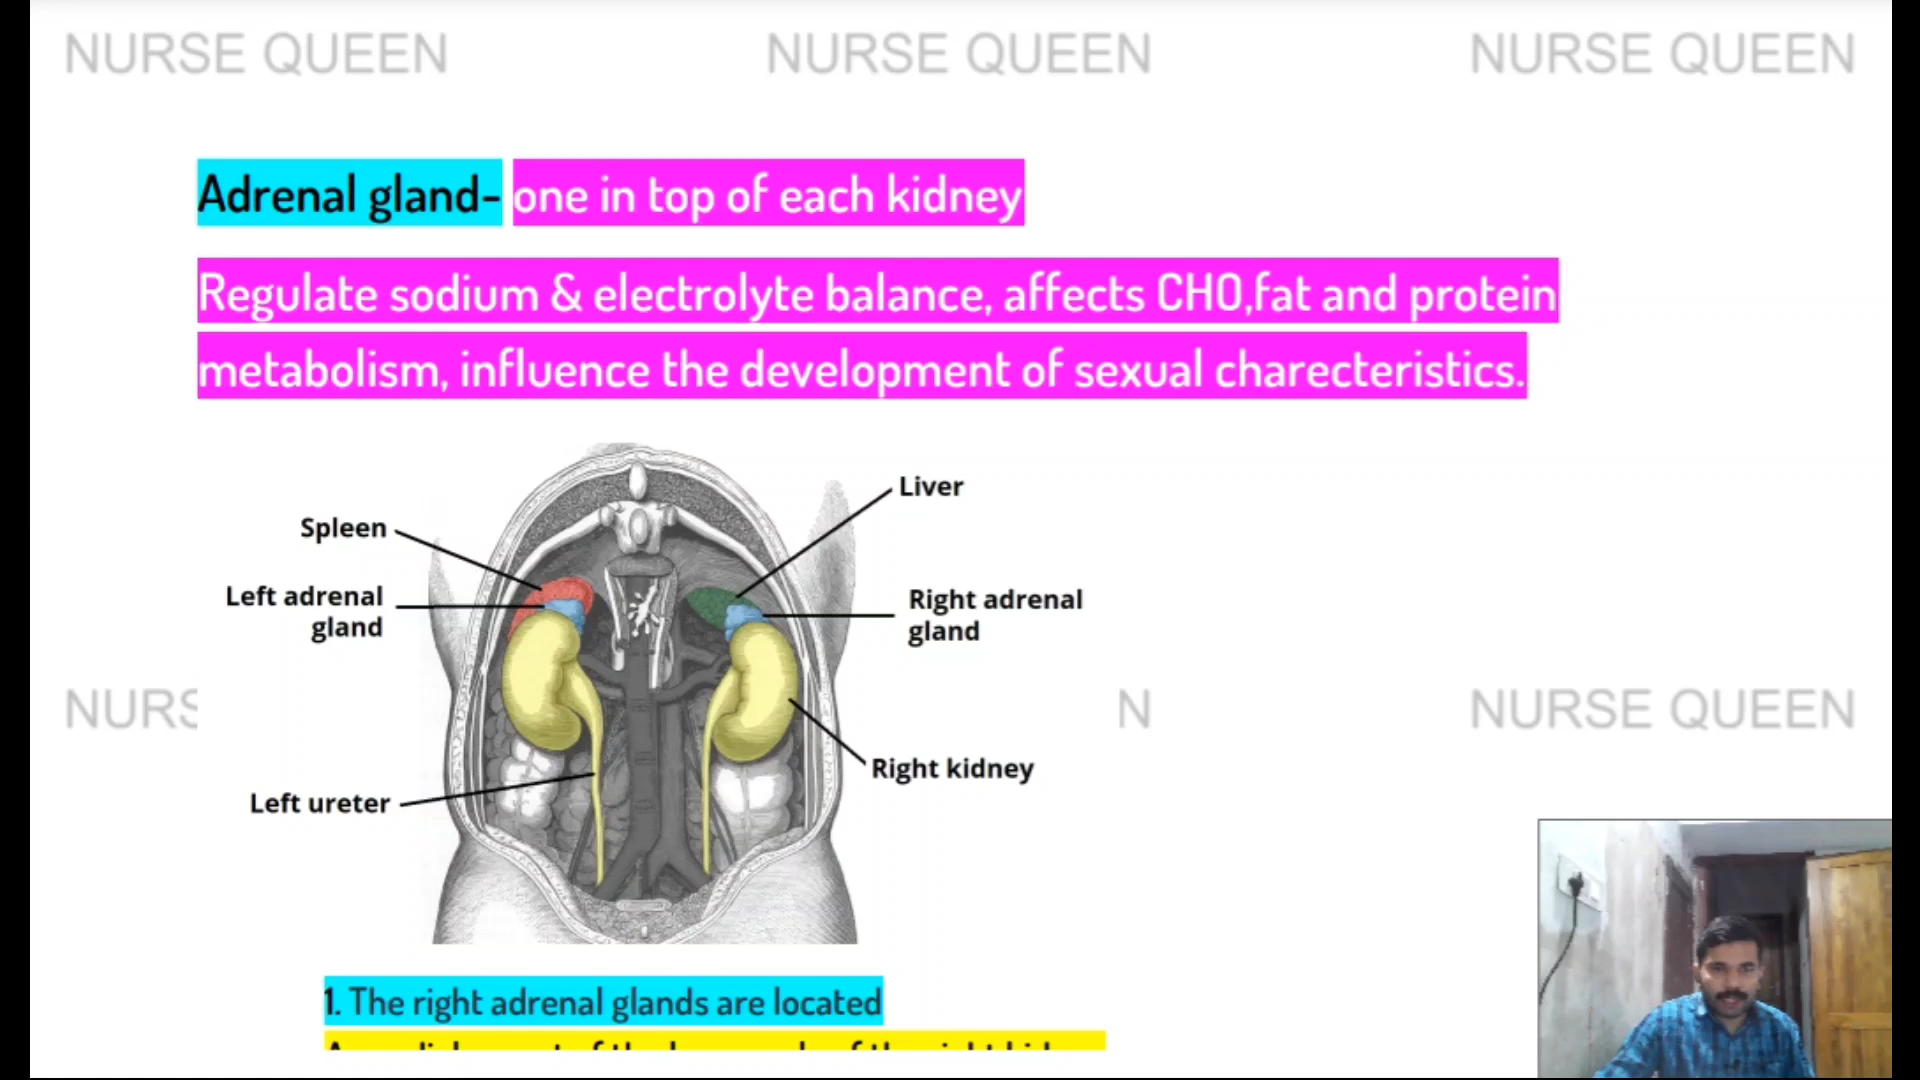 NURSE QUEEN NURSE QUEEN NURSE QUEEN
Adrenal gland- one in top of each kidney
Regulate sodium & electrolyte balance, affects CHO,fat and protein
metabolism, influence the development of sexual charecteristics.
Liver
Spleen
Left adrenal
gland
Right adrenal
gland
NURS N NURSE QUEEN
Right kidney
Left ureter
1. The right adrenal glands are located